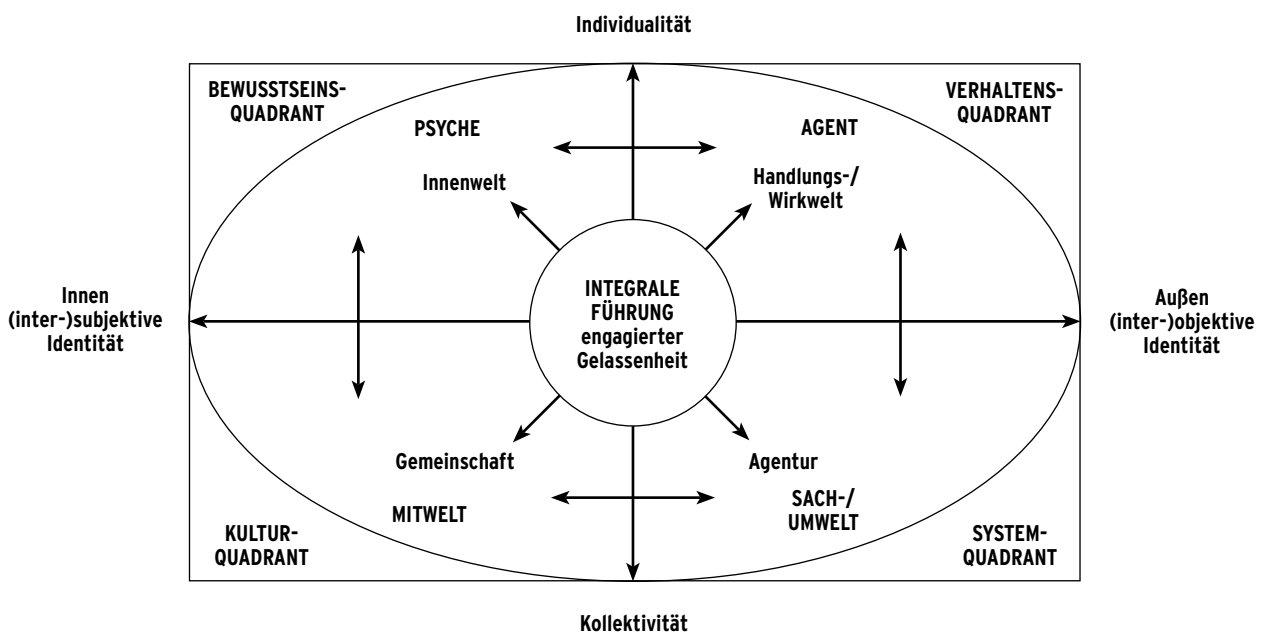 Individualität
BEWUSSTSEINS-
QUADRANT
VERHALTENS-
QUADRANT
PSYCHE
AGENT
Innenwelt
Handlungs-/
Wirkwelt
Innen
(inter-)subjektive
Identität
INTEGRALE
FÜHRUNG
engagierter
Gelassenheit
Außen
(inter-)objektive
Identität
Gemeinschaft
Agentur
MITWELT
SACH-/
UMWELT
KULTUR-
QUADRANT
SYSTEM-
QUADRANT
Kollektivität